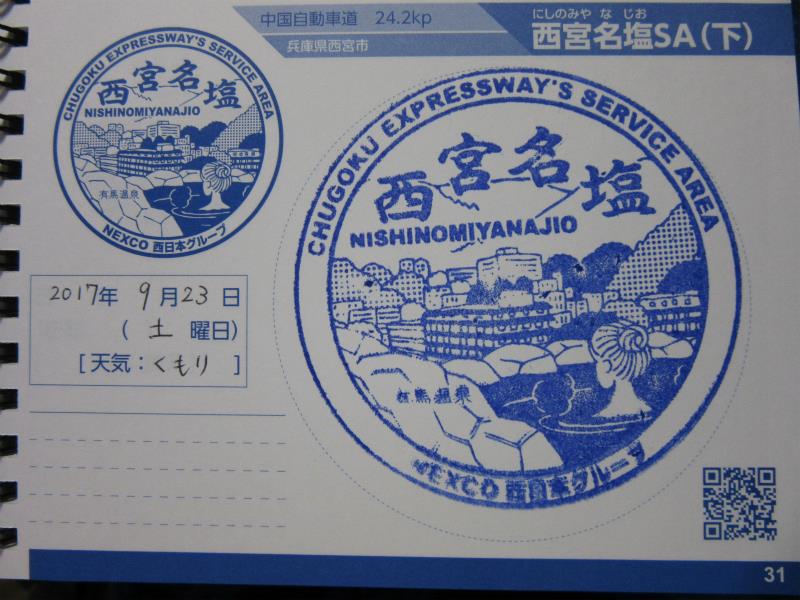 中国自動車道 24.2kp
兵庫県西宮市
にしのみや な じお
西宮名塩SA(下)
CHUGOKU EXPRESSWAY'S SERVICE AREA
西宮名塩
NISHINOMIYANAJIO
有馬温泉
NEXCO 西日本グループ
CHUGOKU EXPRESSWAY'S SERVICE AREA
西宮名塩
NISHINOMIYANAJIO
有馬温泉
NEXCO 西日本グループ
2017年 9月23日
(土 曜日)
[天気:くもり]
31